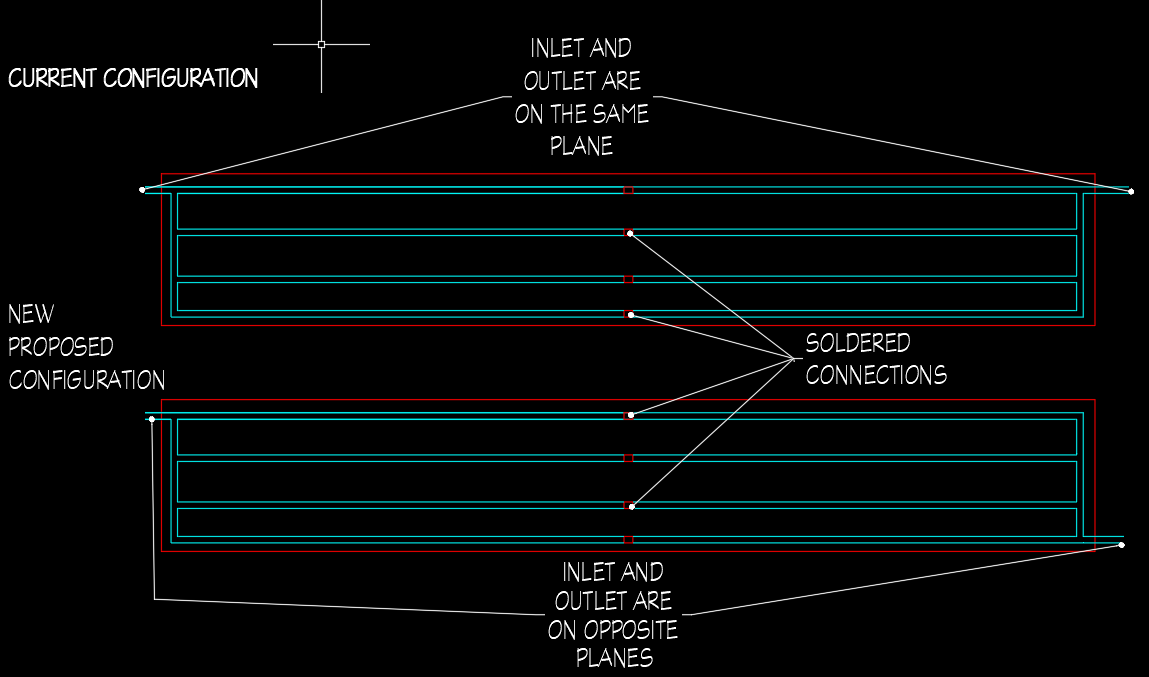 CURRENT CONFIGURATION
INLET AND
OUTLET ARE
ON THE SAME
PLANE
NEW
PROPOSED
CONFIGURATION
SOLDERED
CONNECTIONS
INLET AND
OUTLET ARE
ON OPPOSITE
PLANES